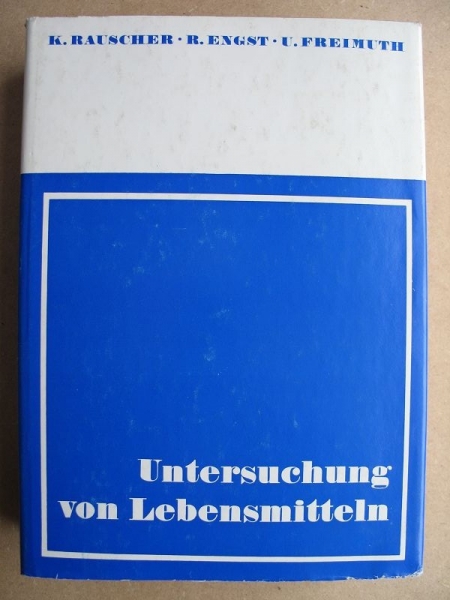 K. RAUSCHER · R. ENGST · U. FREIMUTH
Untersuchung
von Lebensmitteln